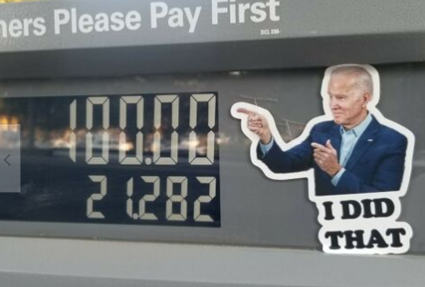 ners Please Pay First
100.00
21.282
I DID
THAT